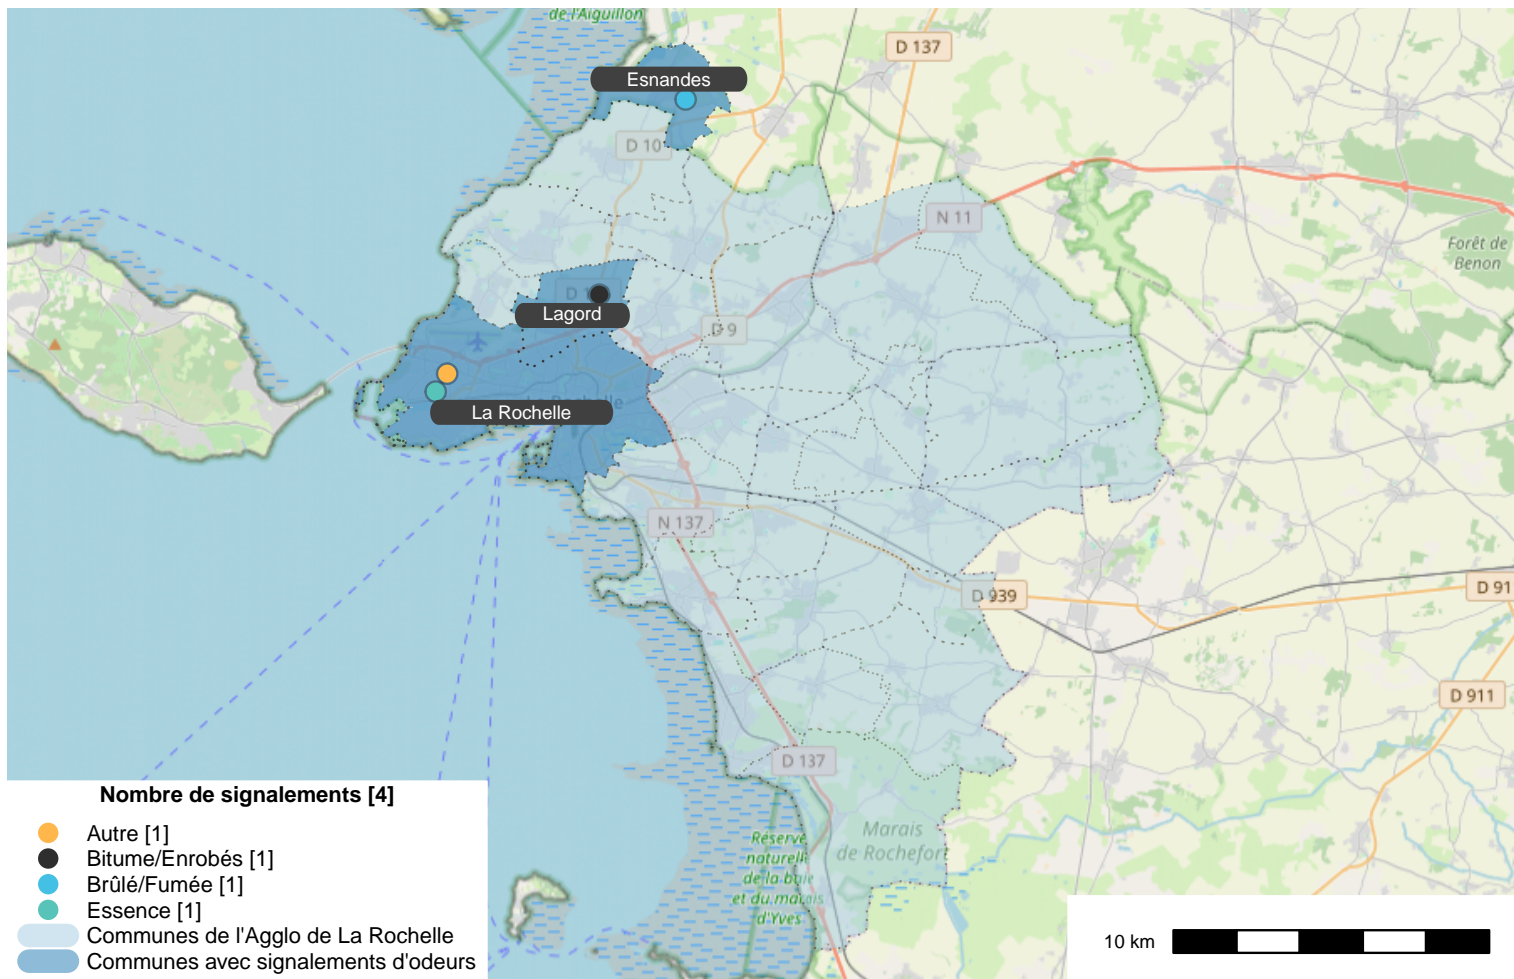 de l'Aiguillon
D 137
Esnandes
D 10
N 11
Forêt de
Benon
Lagord
D 9
La Rochelle
N 137
D 939
D 91
D 911
D 137
Marais
de Rochefort
Réserve
naturelle
de la baie
et du marais
d'Yves
Nombre de signalements [4]
Autre [1]
Bitume/Enrobés [1]
Brûlé/Fumée [1]
Essence [1]
Communes de l'Agglo de La Rochelle
Communes avec signalements d'odeurs
10 km